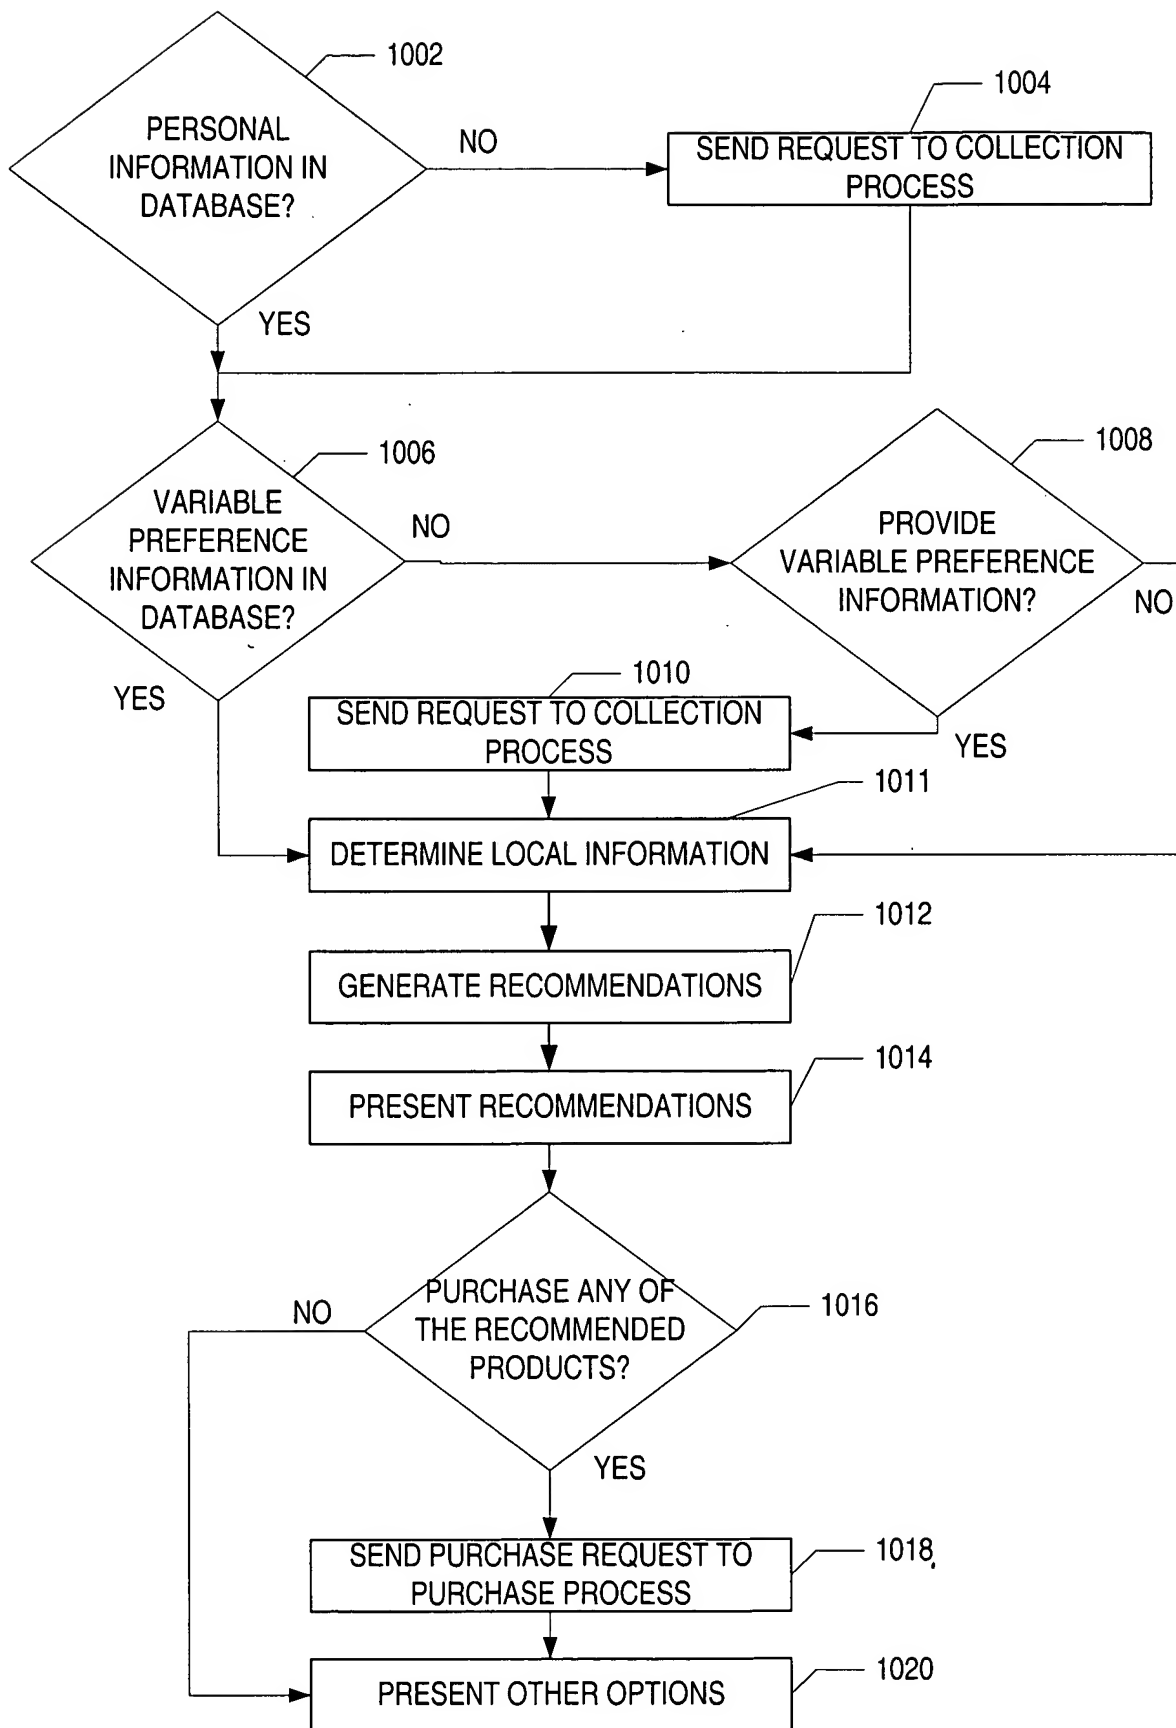 1002
PERSONAL
INFORMATION IN
DATABASE?
NO
1004
SEND REQUEST TO COLLECTION
PROCESS
YES
1006
VARIABLE
PREFERENCE
INFORMATION IN
DATABASE?
NO
1008
PROVIDE
VARIABLE PREFERENCE
INFORMATION?
NO
YES
1010
SEND REQUEST TO COLLECTION
PROCESS
YES
1011
DETERMINE LOCAL INFORMATION
1012
GENERATE RECOMMENDATIONS
1014
PRESENT RECOMMENDATIONS
PURCHASE ANY OF
THE RECOMMENDED
PRODUCTS?
1016
NO
YES
SEND PURCHASE REQUEST TO
PURCHASE PROCESS
1018
PRESENT OTHER OPTIONS
1020